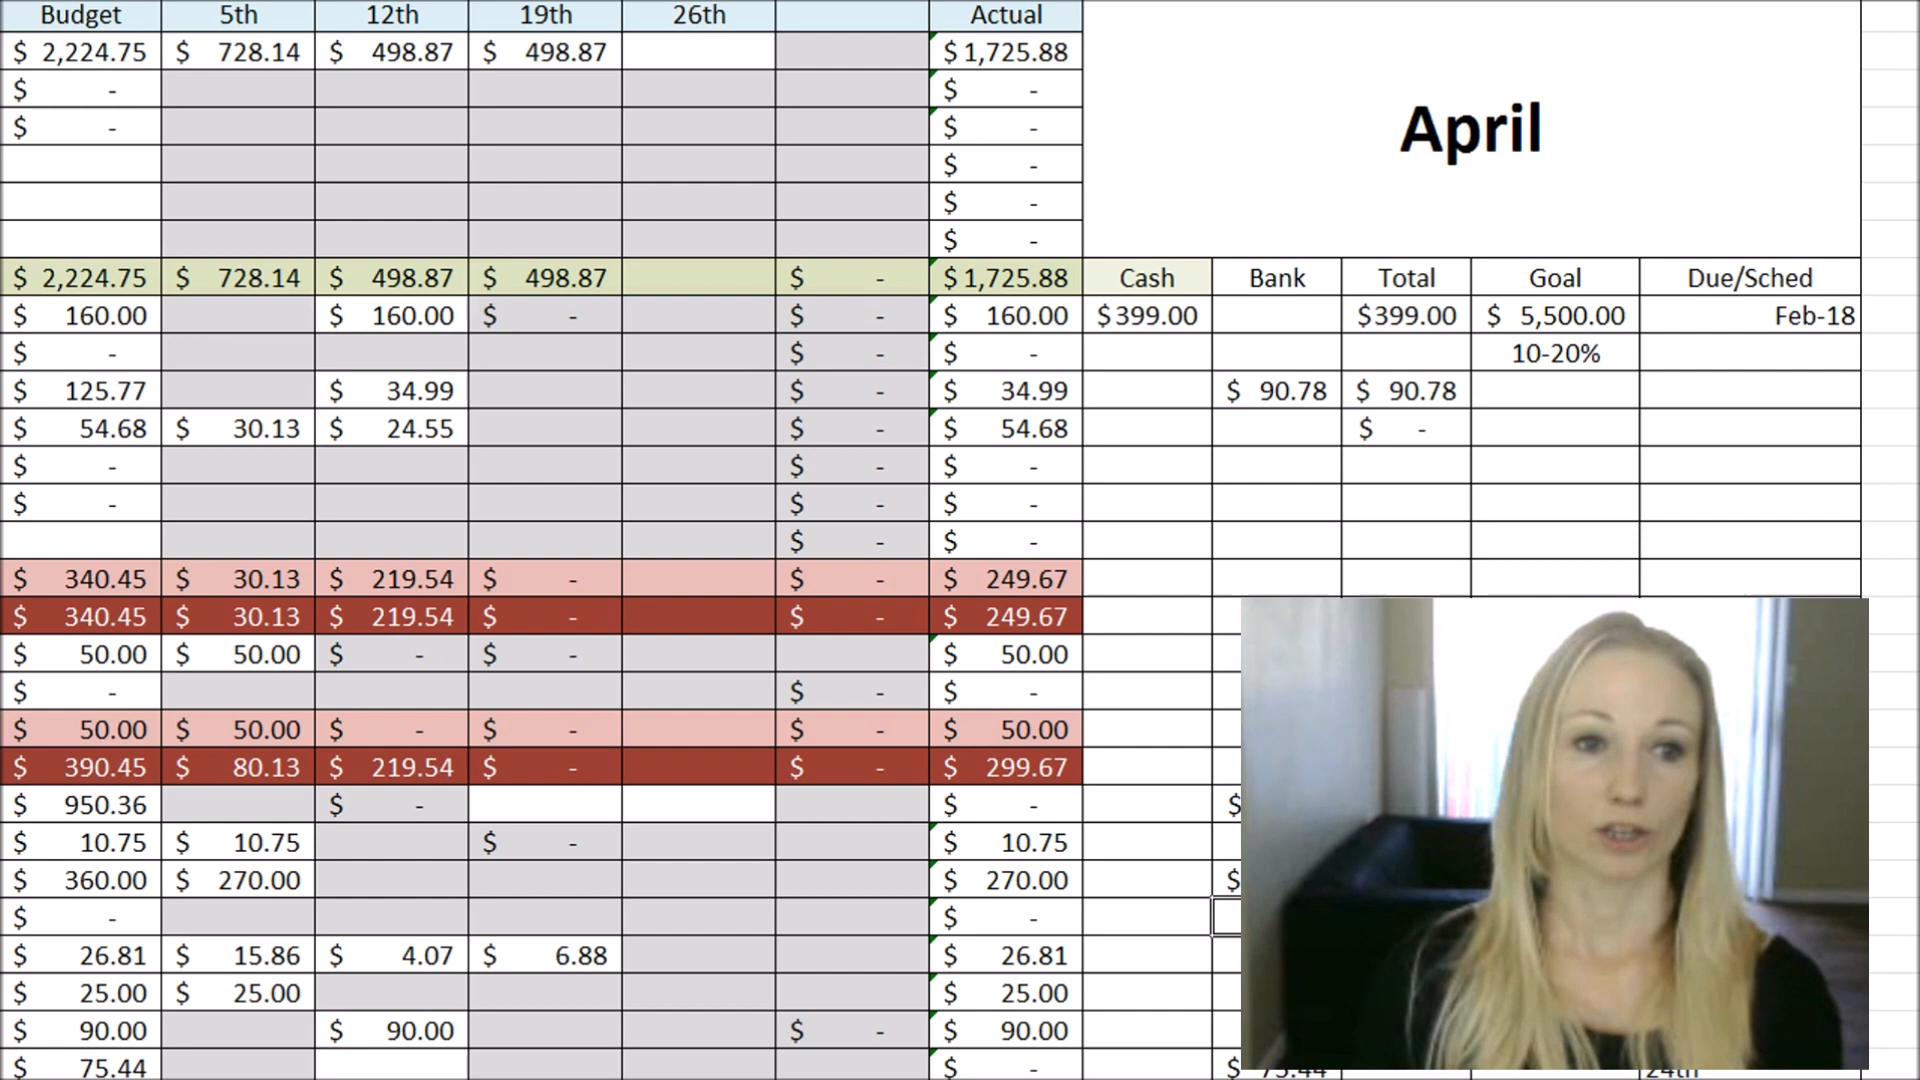 Budget 5th 12th 19th 26th Actual
$ 2,224.75 $ 728.14 $ 498.87 $ 498.87 $ 1,725.88
$ - $ -
April
$ - $ -
$ -
$ -
$ -
$ 2,224.75 $ 728.14 $ 498.87 $ 498.87 $ - $ 1,725.88 Cash Bank Total Goal Due/Sched
$ 160.00 $ 160.00 $ - $ - $ 160.00 $ 399.00 $ 399.00 $ 5,500.00 Feb-18
$ - $ - $ - 10-20%
$ 125.77 $ 34.99 $ - $ 34.99 $ 90.78 $ 90.78
$ 54.68 $ 30.13 $ 24.55 $ - $ 54.68 $ -
$ - $ - $ -
$ - $ - $ -
$ - $ -
$ 340.45 $ 30.13 $ 219.54 $ - $ - $ 249.67
$ 340.45 $ 30.13 $ 219.54 $ - $ - $ 249.67
$ 50.00 $ 50.00 $ - $ - $ 50.00
$ - $ - $ -
$ 50.00 $ 50.00 $ - $ - $ - $ 50.00
$ 390.45 $ 80.13 $ 219.54 $ - $ - $ 299.67
$ 950.36 $ - $ - $
$ 10.75 $ 10.75 $ - $ 10.75
$ 360.00 $ 270.00 $ 270.00 $
$ - $ -
$ 26.81 $ 15.86 $ 4.07 $ 6.88 $ 26.81
$ 25.00 $ 25.00 $ 25.00
$ 90.00 $ 90.00 $ - $ 90.00
$ 75.44 $ - $ 75.44 24th